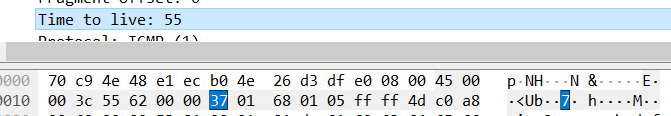 Time to live: 55
Protocol: ICMP (1)
0000 70 c9 4e 48 e1 ec b0 4e 26 d3 df e0 08 00 45 00 p·NH···N &·····E·
0010 00 3c 55 62 00 00 37 01 68 01 05 ff ff 4d c0 a8 ·<Ub··7· h····M··